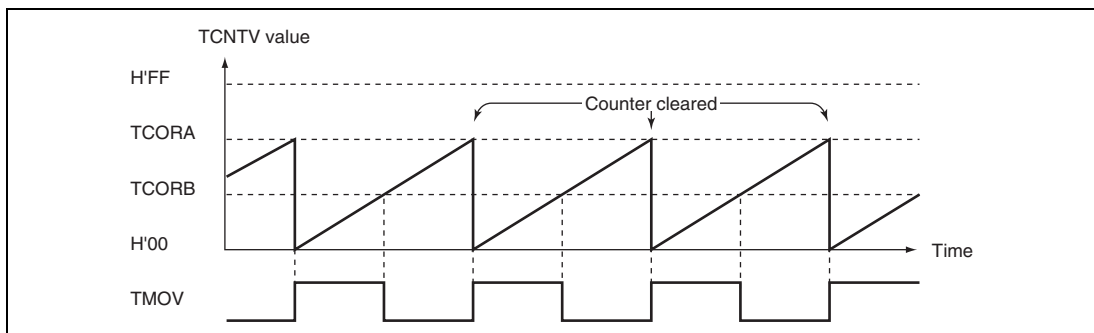 TCNTV value
H'FF
Counter cleared
TCORA
TCORB
H'00
Time
TMOV